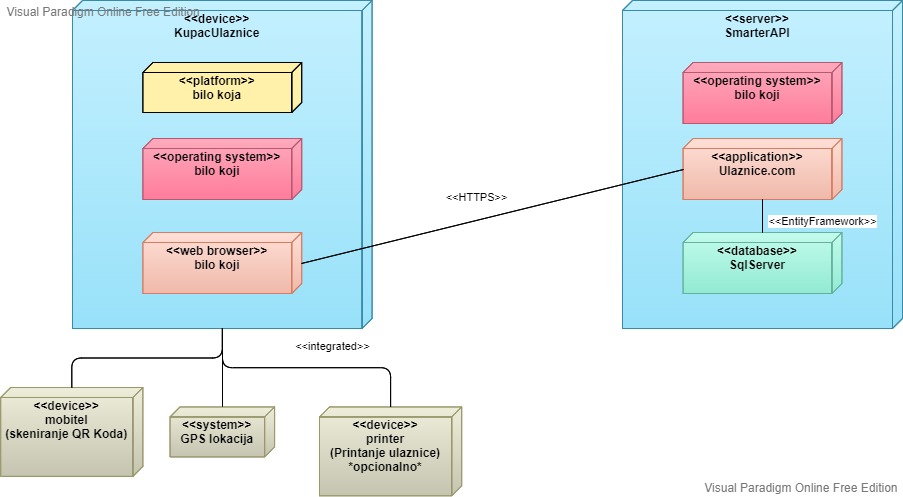 Visual Paradigm Online Free Edition
<<device>>
KupacUlaznice
<<platform>>
bilo koja
<<operating system>>
bilo koji
<<web browser>>
bilo koji
<<HTTPS>>
<<server>>
SmarterAPI
<<operating system>>
bilo koji
<<application>>
Ulaznice.com
<<EntityFramework>>
<<database>>
SqlServer
<<integrated>>
<<device>>
mobitel
(skeniranje QR Koda)
<<system>>
GPS lokacija
<<device>>
printer
(Printanje ulaznice)
*opcionalno*
Visual Paradigm Online Free Edition